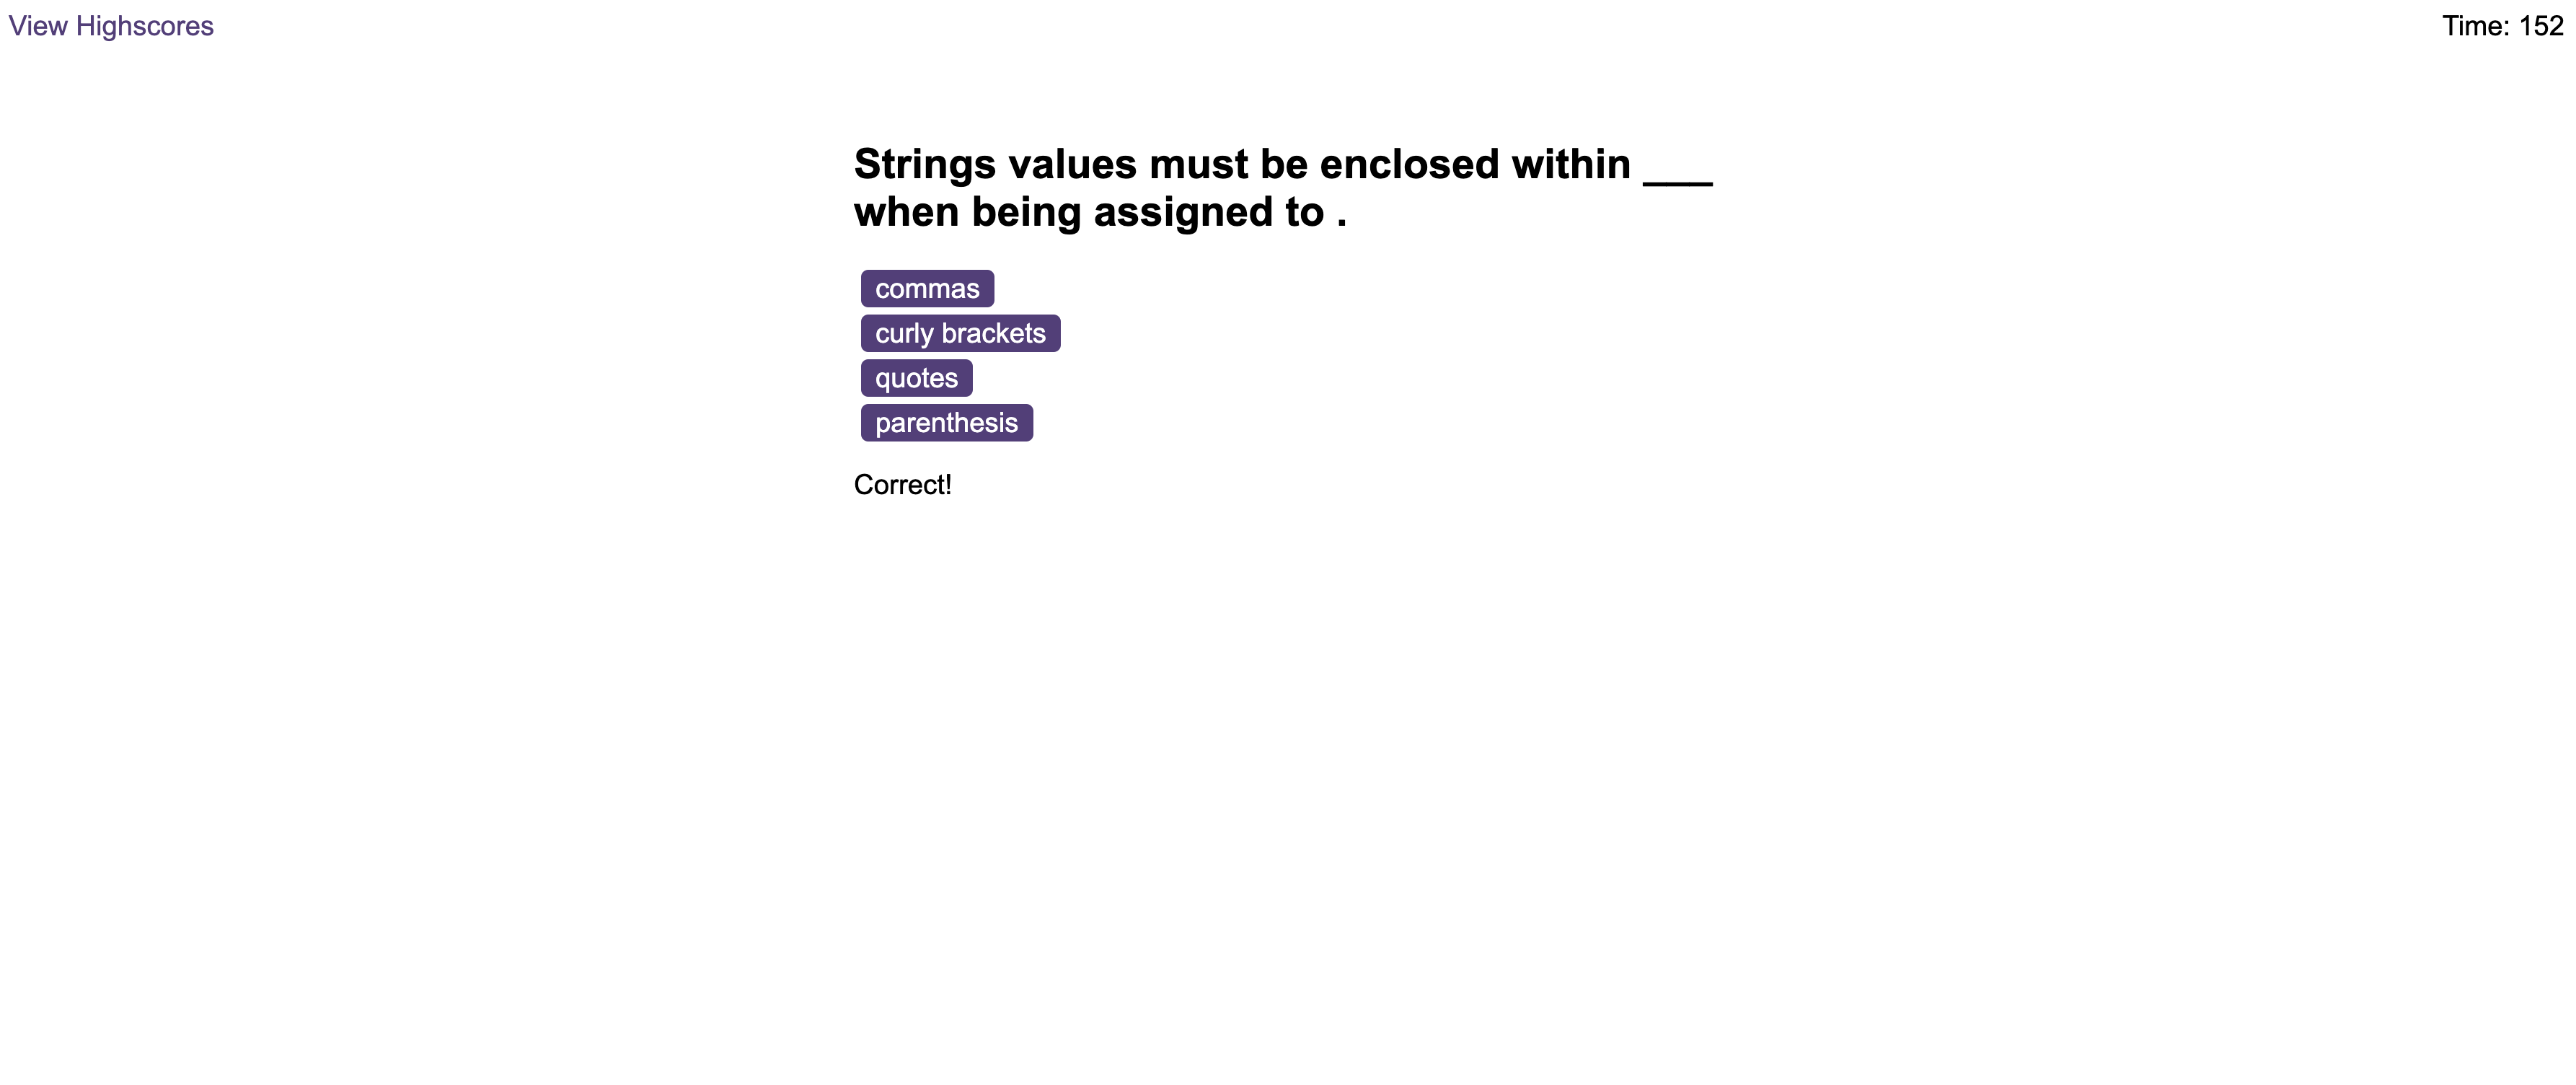 View Highscores
Time: 152
Strings values must be enclosed within ___
when being assigned to .
commas
curly brackets
quotes
parenthesis
Correct!